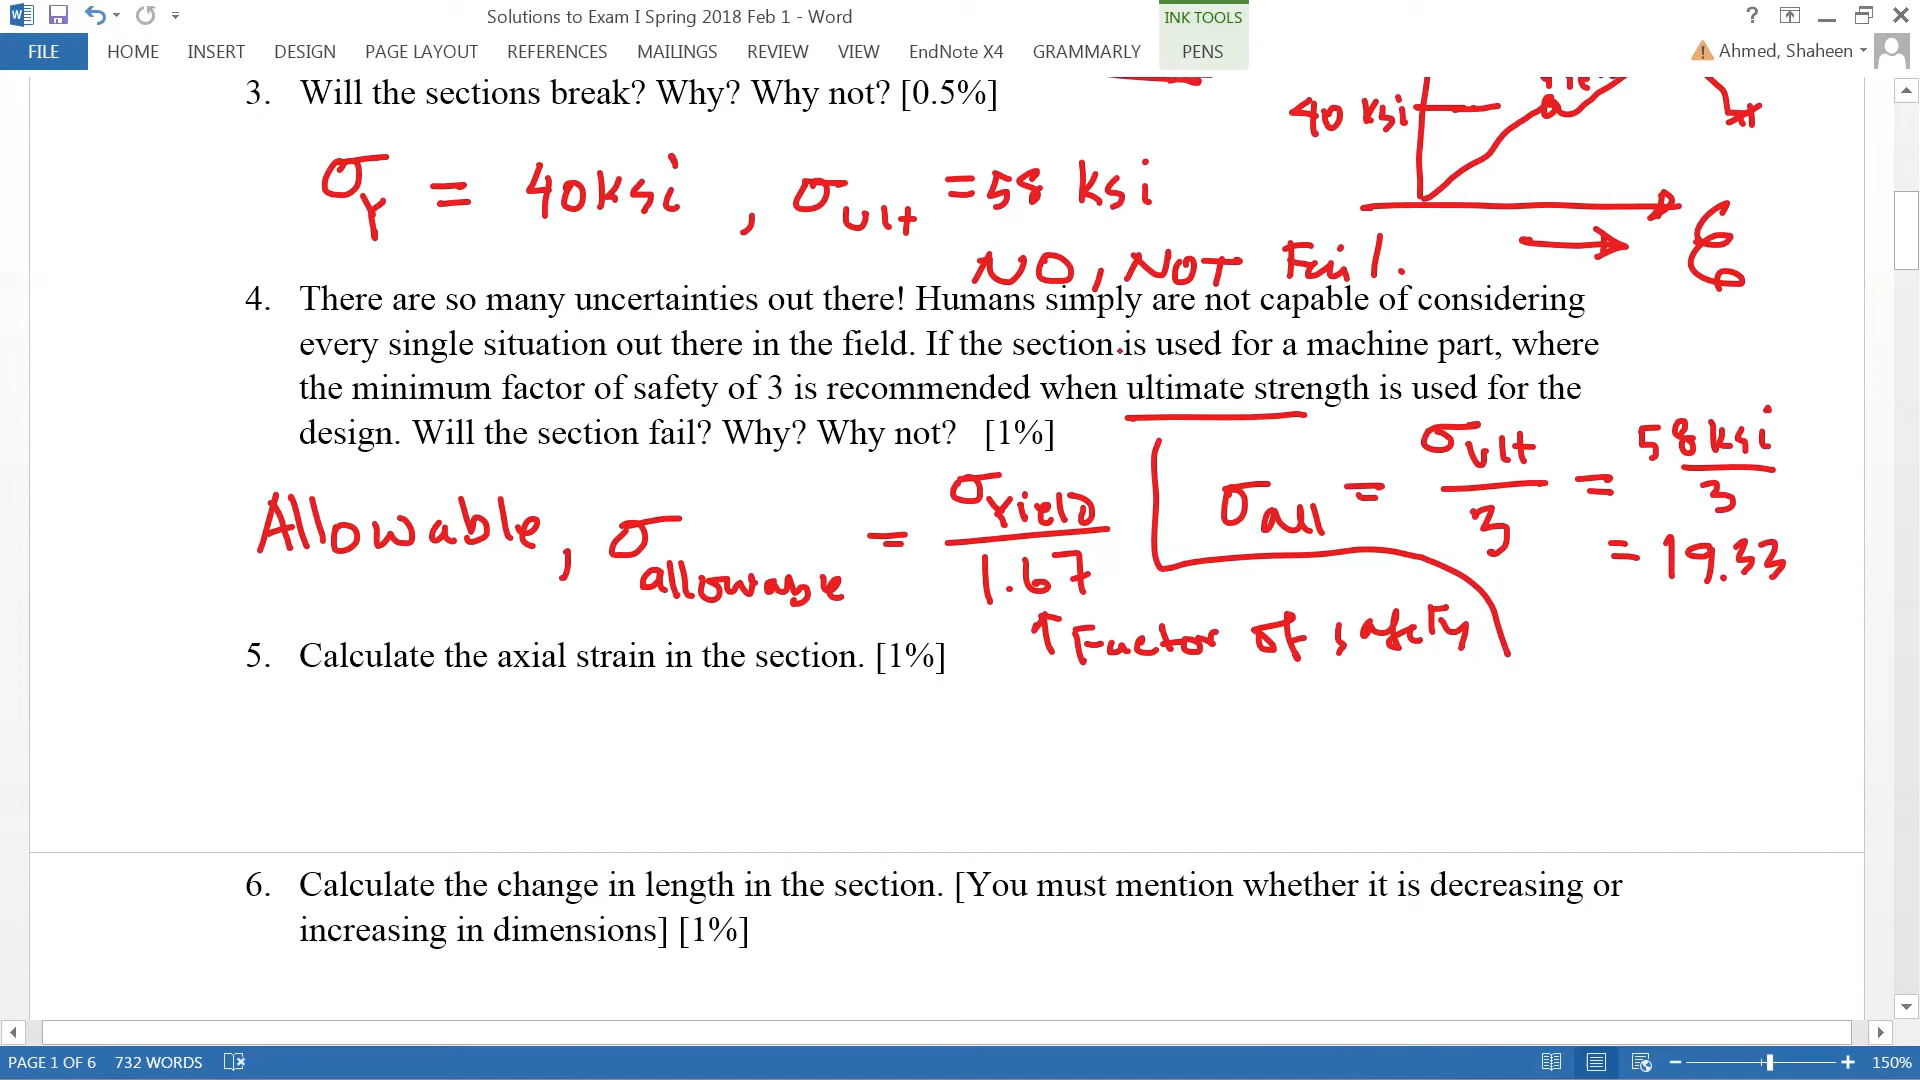 Solutions to Exam I Spring 2018 Feb 1 - Word
INK TOOLS
?
FILE HOME INSERT DESIGN PAGE LAYOUT REFERENCES MAILINGS REVIEW VIEW EndNote X4 GRAMMARLY PENS
Ahmed, Shaheen
3. Will the sections break? Why? Why not? [0.5%]
40 ksi
σY = 40 ksi, σult = 58 ksi
ε
NO, NOT Fail.
4. There are so many uncertainties out there! Humans simply are not capable of considering
every single situation out there in the field. If the section is used for a machine part, where
the minimum factor of safety of 3 is recommended when ultimate strength is used for the
design. Will the section fail? Why? Why not? [1%]
Allowable, σallowable = σYield / 1.67
↑ Factor of safety
σall = σult / 3 = 58 ksi / 3
= 19.33
5. Calculate the axial strain in the section. [1%]
6. Calculate the change in length in the section. [You must mention whether it is decreasing or
increasing in dimensions] [1%]
PAGE 1 OF 6 732 WORDS
150%